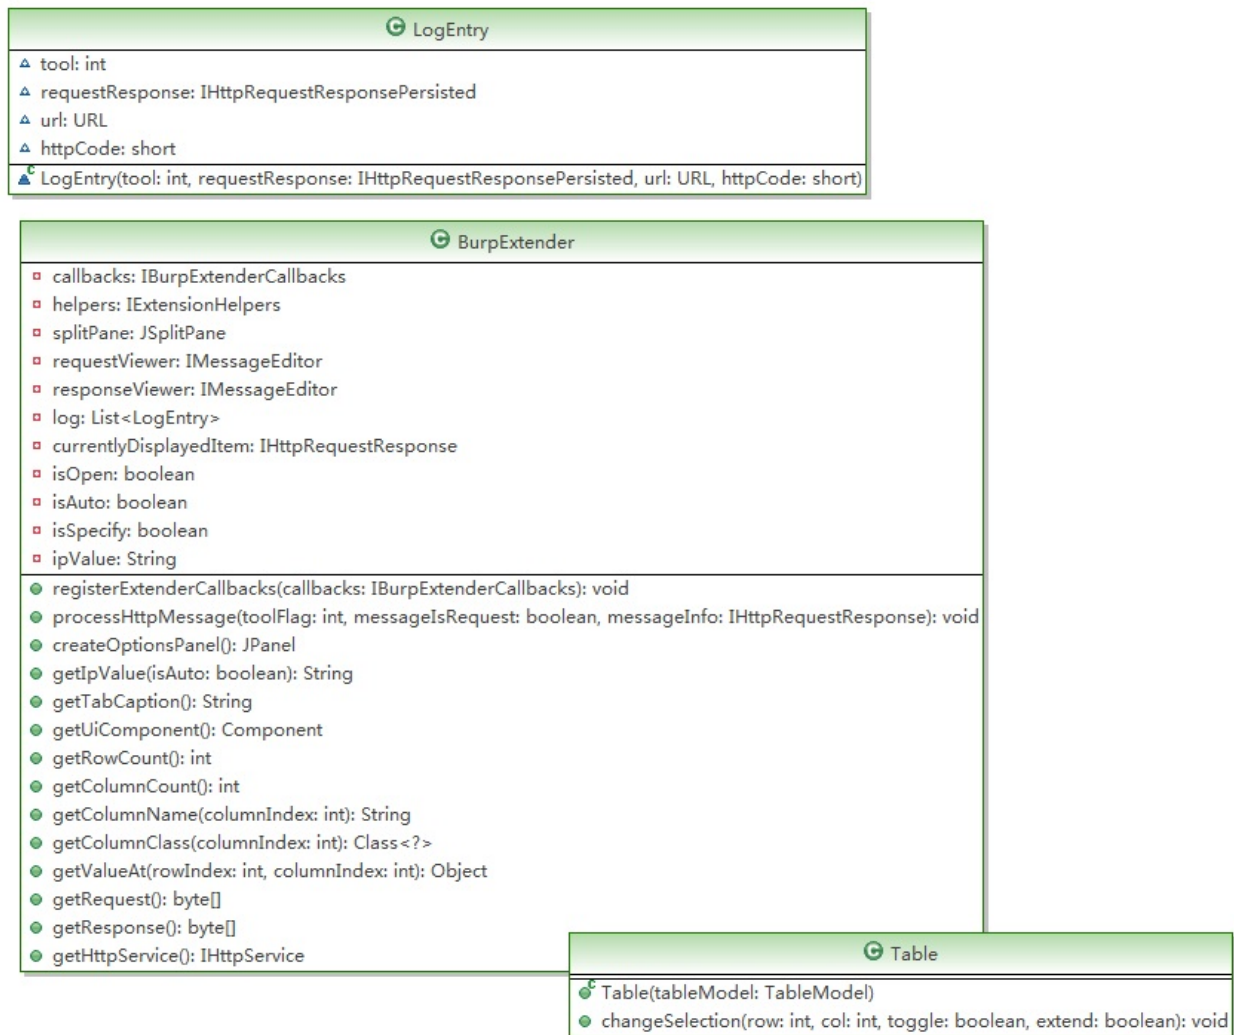 LogEntry
tool: int
requestResponse: IHttpRequestResponsePersisted
url: URL
httpCode: short
LogEntry(tool: int, requestResponse: IHttpRequestResponsePersisted, url: URL, httpCode: short)
BurpExtender
callbacks: IBurpExtenderCallbacks
helpers: IExtensionHelpers
splitPane: JSplitPane
requestViewer: IMessageEditor
responseViewer: IMessageEditor
log: List<LogEntry>
currentlyDisplayedItem: IHttpRequestResponse
isOpen: boolean
isAuto: boolean
isSpecify: boolean
ipValue: String
registerExtenderCallbacks(callbacks: IBurpExtenderCallbacks): void
processHttpMessage(toolFlag: int, messageIsRequest: boolean, messageInfo: IHttpRequestResponse): void
createOptionsPanel(): JPanel
getIpValue(isAuto: boolean): String
getTabCaption(): String
getUiComponent(): Component
getRowCount(): int
getColumnCount(): int
getColumnName(columnIndex: int): String
getColumnClass(columnIndex: int): Class<?>
getValueAt(rowIndex: int, columnIndex: int): Object
getRequest(): byte[]
getResponse(): byte[]
getHttpService(): IHttpService
Table
Table(tableModel: TableModel)
changeSelection(row: int, col: int, toggle: boolean, extend: boolean): void